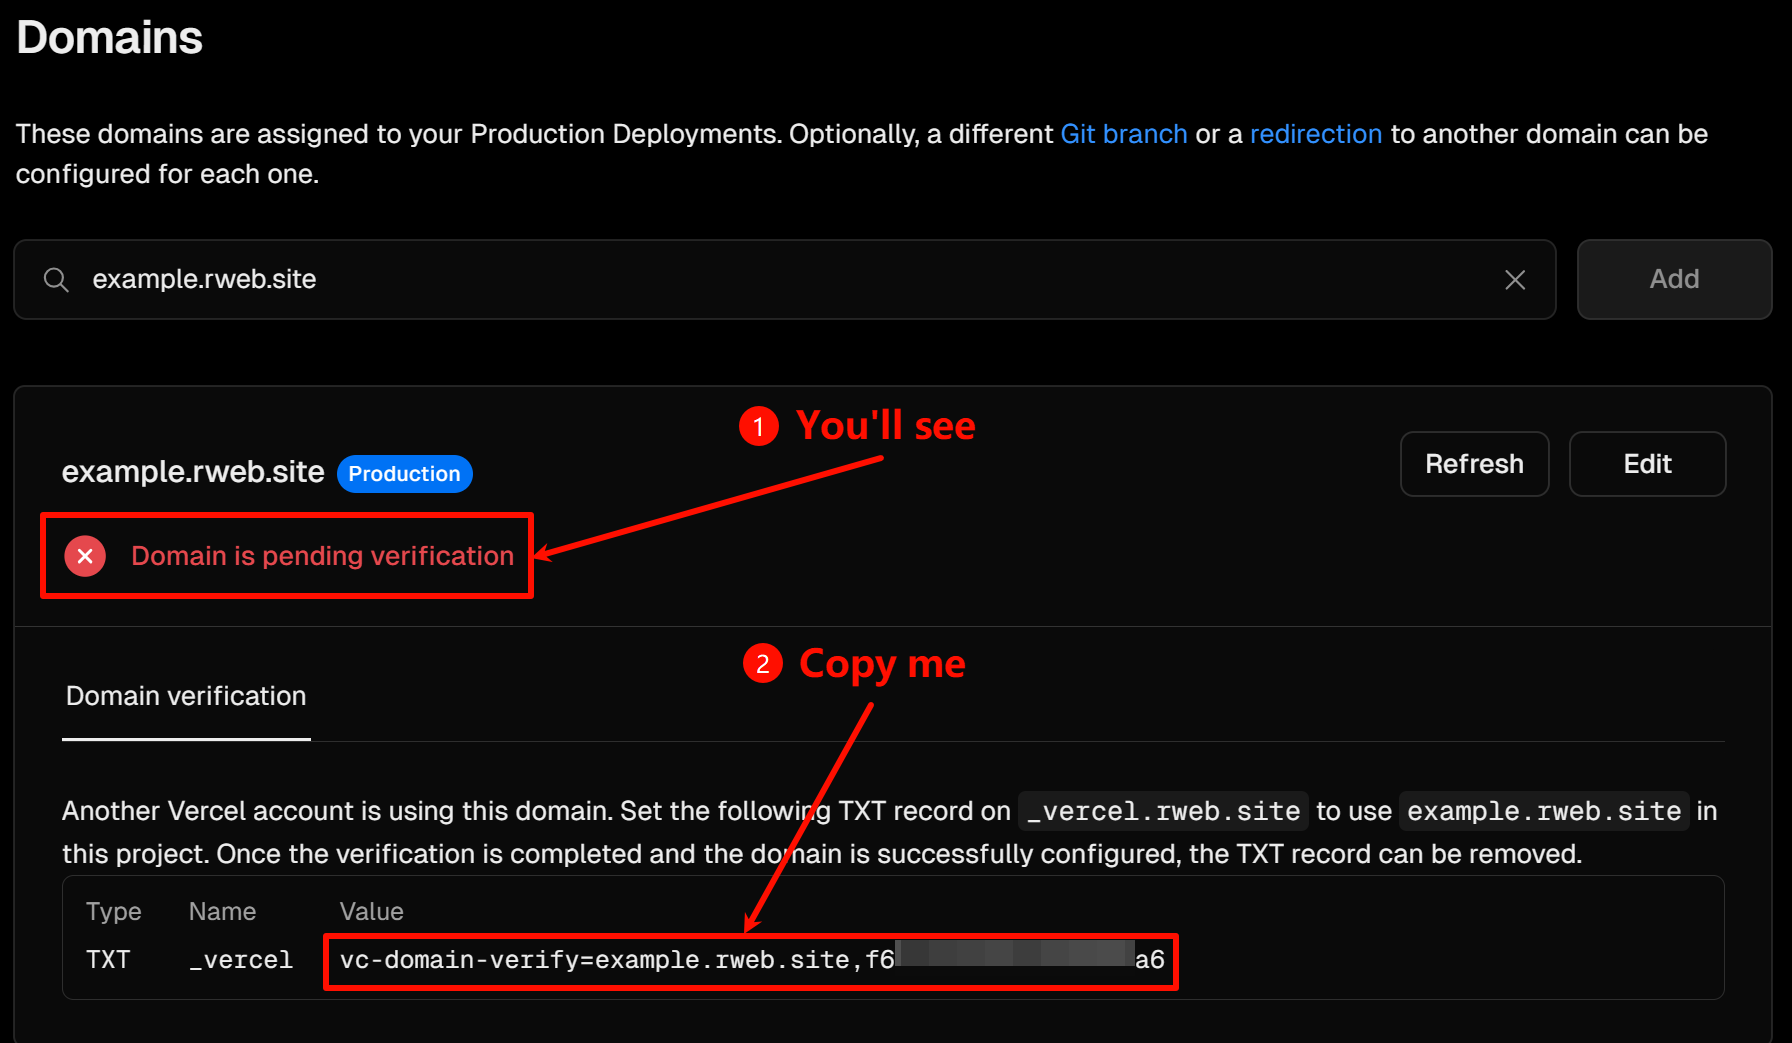 Domains
These domains are assigned to your Production Deployments. Optionally, a different Git branch or a redirection to another domain can be
configured for each one.
example.rweb.site
Add
1 You'll see
example.rweb.site Production
Refresh
Edit
Domain is pending verification
2 Copy me
Domain verification
Another Vercel account is using this domain. Set the following TXT record on _vercel.rweb.site to use example.rweb.site in
this project. Once the verification is completed and the domain is successfully configured, the TXT record can be removed.
Type Name Value
TXT _vercel vc-domain-verify=example.rweb.site,f6 a6